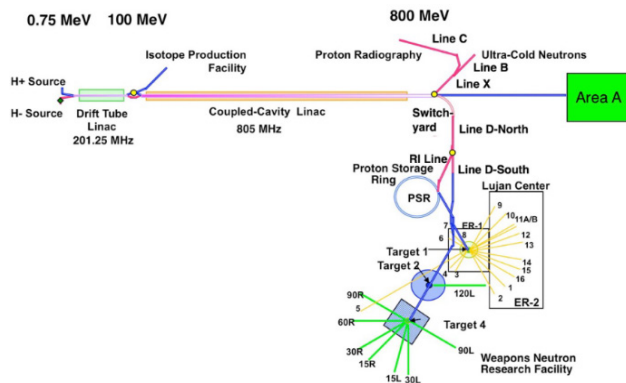 0.75 MeV
100 MeV
800 MeV
Line C
Isotope Production
Facility
Proton Radiography
Ultra-Cold Neutrons
Line B
Line X
H+ Source
H- Source
Drift Tube
Linac
201.25 MHz
Coupled-Cavity Linac
805 MHz
Switch-
yard
Area A
Line D-North
RI Line
Proton Storage
Ring
Line D-South
PSR
Lujan Center
9
10
11A/B
12
13
14
15
16
1
2
7
ER-1
8
6
Target 1
4
3
ER-2
Target 2
120L
90R
5
60R
Target 4
30R
15R
90L
15L
30L
Weapons Neutron
Research Facility